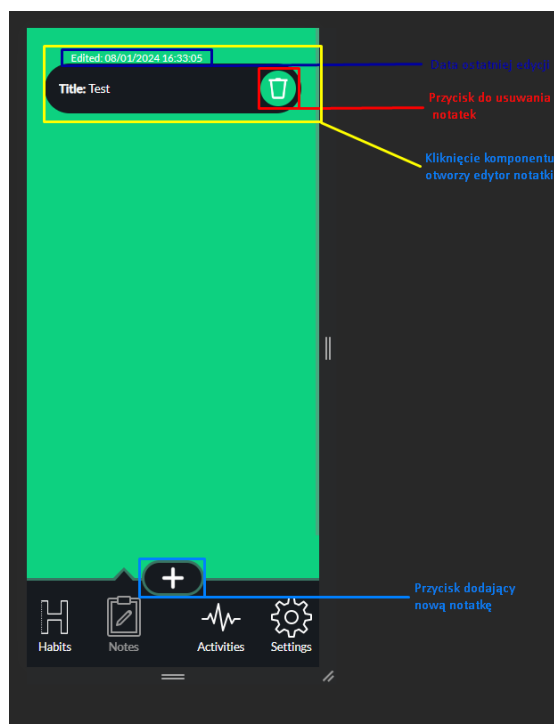 Edited: 08/01/2024 16:33:05
Title: Test
Data ostatniej edycji
Przycisk do usuwania
notatek
Kliknięcie komponentu
otworzy edytor notatki
Przycisk dodający
nową notatkę
Habits
Notes
Activities
Settings